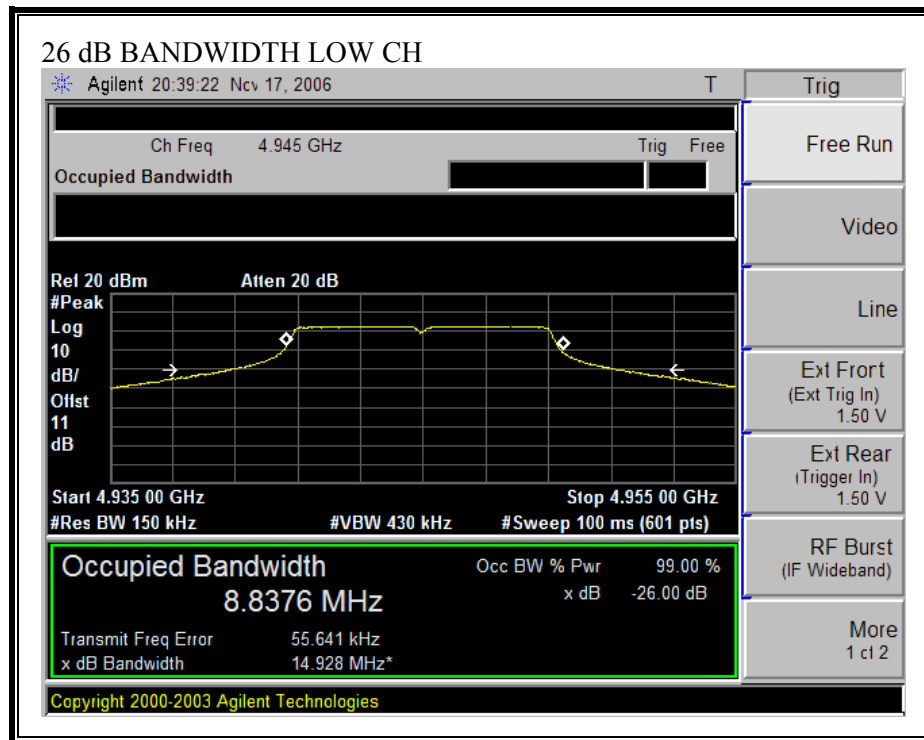 26 dB BANDWIDTH LOW CH
Agilent 20:39:22 Nov 17, 2006 T
Trig
Ch Freq 4.945 GHz Trig Free
Occupied Bandwidth
Free Run
Video
Line
Ext Front
(Ext Trig In)
1.50 V
Ext Rear
(Trigger In)
1.50 V
RF Burst
(IF Wideband)
More
1 of 2
Ref 20 dBm Atten 20 dB
#Peak
Log
10
dB/
Offst
11
dB
Start 4.935 00 GHz Stop 4.955 00 GHz
#Res BW 150 kHz #VBW 430 kHz #Sweep 100 ms (601 pts)
Occupied Bandwidth
8.8376 MHz
Occ BW % Pwr 99.00 %
x dB -26.00 dB
Transmit Freq Error 55.641 kHz
x dB Bandwidth 14.928 MHz*
Copyright 2000-2003 Agilent Technologies